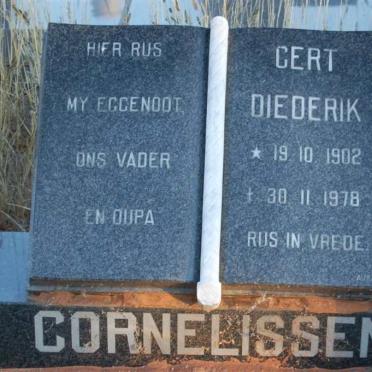 HIER RUS
MY EGGENOOT
ONS VADER
EN OUPA
GERT
DIEDERIK
★ 19. 10. 1902
† 30. 11. 1978
RUS IN VREDE.
CORNELISSEN